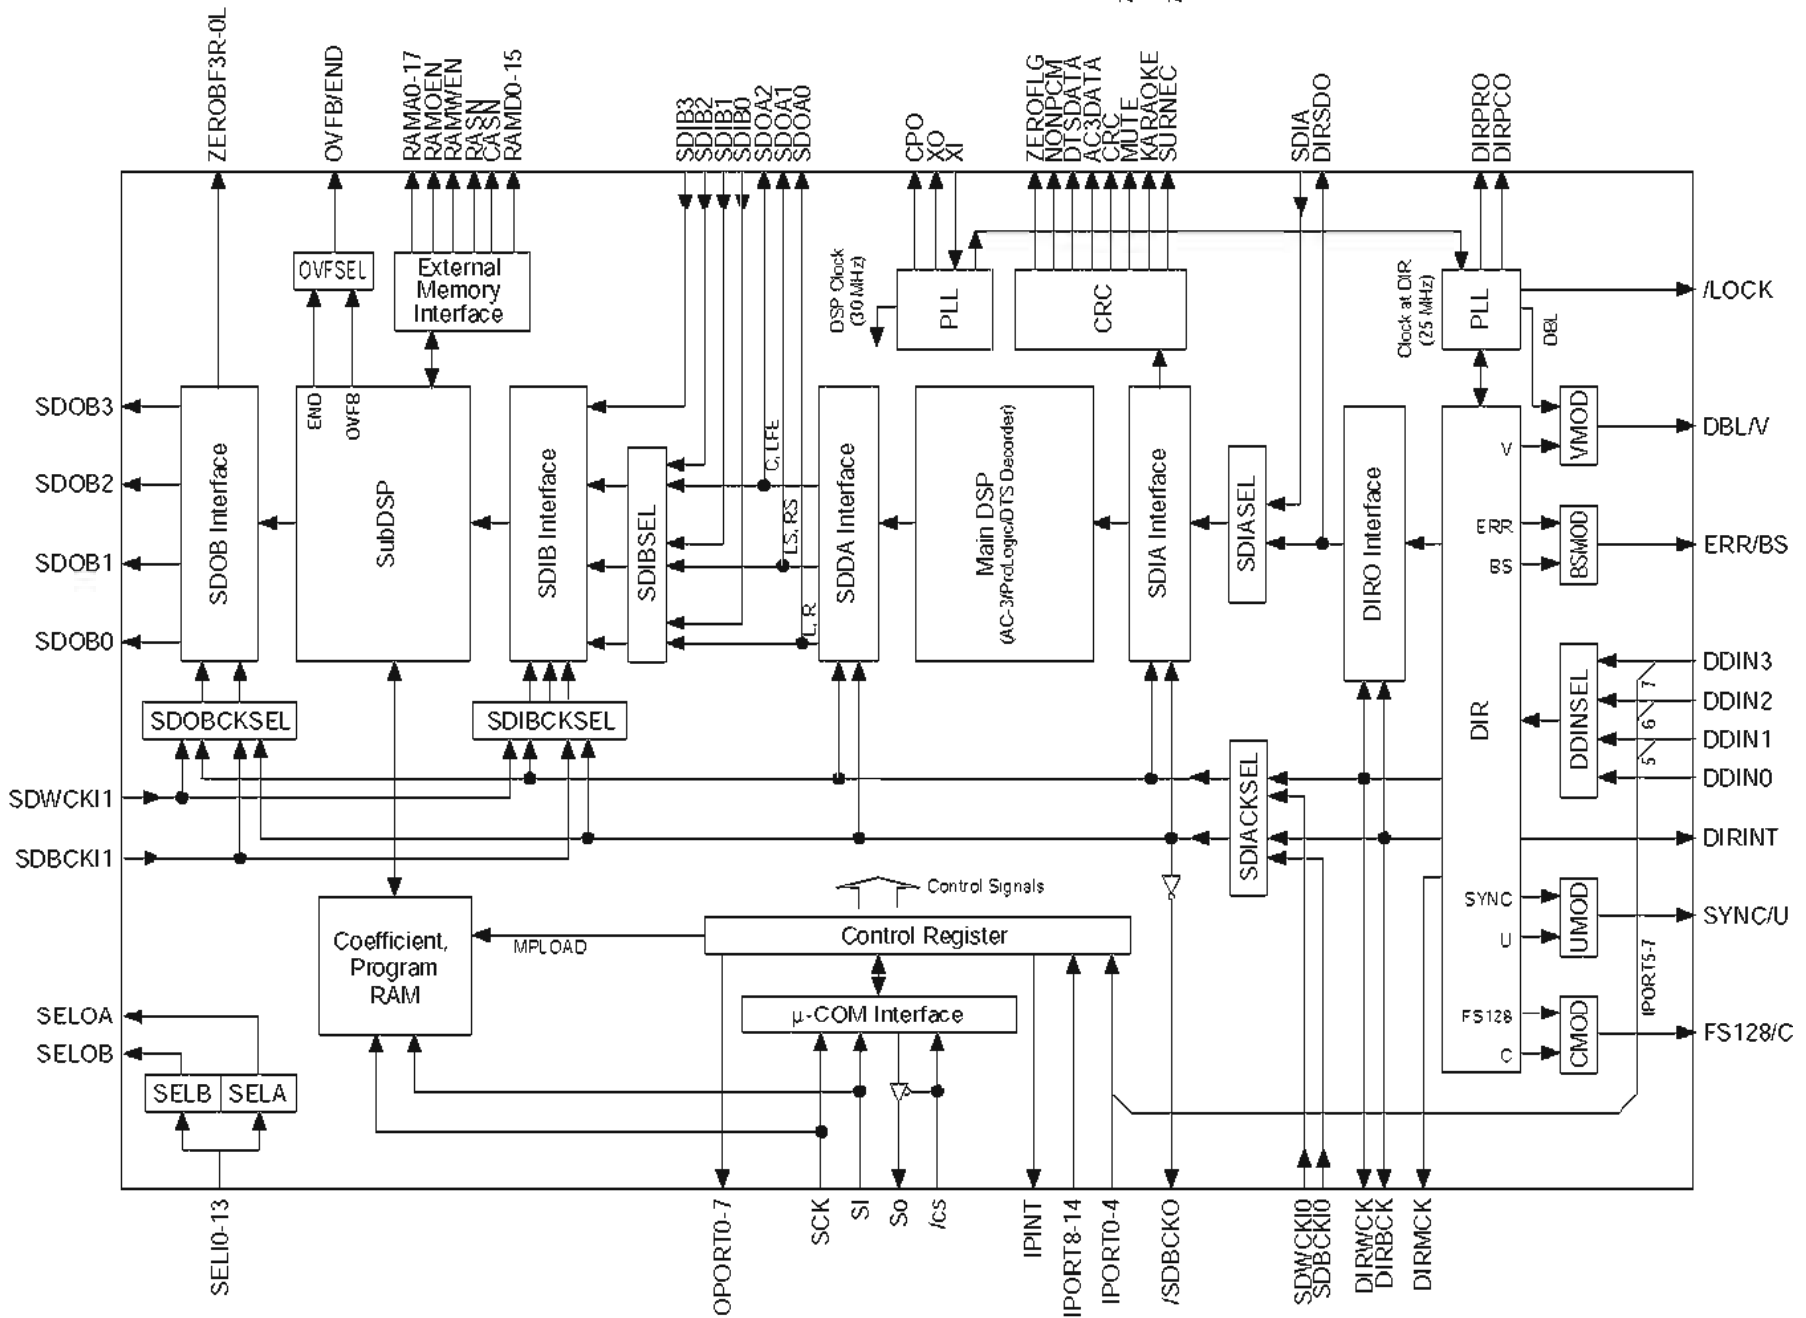 ZEROBF3R-0L
OVFB/END
RAMA0-17
RAMOEN
RAMWEN
RASN
CASN
RAMD0-15
SDIB3
SDIB2
SDIB1
SDIB0
SDOA2
SDOA1
SDOA0
CPO
XO
XI
ZEROFLG
NONPCM
DTSDATA
AC3DATA
CRC
MUTE
KARAOKE
SURNEC
SDIA
DIRSDO
DIRPRO
DIRPCO
OVFSEL
External
Memory
Interface
DSP Clock
(30 MHz)
PLL
CRC
Clock at DIR
(25 MHz)
PLL
DBL
/LOCK
SDOB3
SDOB2
SDOB1
SDOB0
SDOB Interface
END
OVFB
SubDSP
SDIB Interface
SDIBSEL
C, LFE
LS, RS
L, R
SDDA Interface
Main DSP
(AC-3/ProLogic/DTS Decorder)
SDIA Interface
SDIASEL
DIRO Interface
DIR
V
VMOD
DBL/V
ERR
BS
BSMOD
ERR/BS
DDINSEL
7
6
5
DDIN3
DDIN2
DDIN1
DDIN0
SDOBCKSEL
SDIBCKSEL
SDIACKSEL
SDWCKI1
SDBCKI1
DIRINT
Coefficient,
Program
RAM
MPLOAD
Control Signals
Control Register
μ-COM Interface
SYNC
U
UMOD
SYNC/U
FS128
C
CMOD
FS128/C
IPORT5-7
SELOA
SELOB
SELB
SELA
SELI0-13
OPORT0-7
SCK
SI
So
/cs
IPINT
IPORT8-14
IPORT0-4
/SDBCKO
SDWCKI0
SDBCKI0
DIRWCK
DIRBCK
DIRMCK